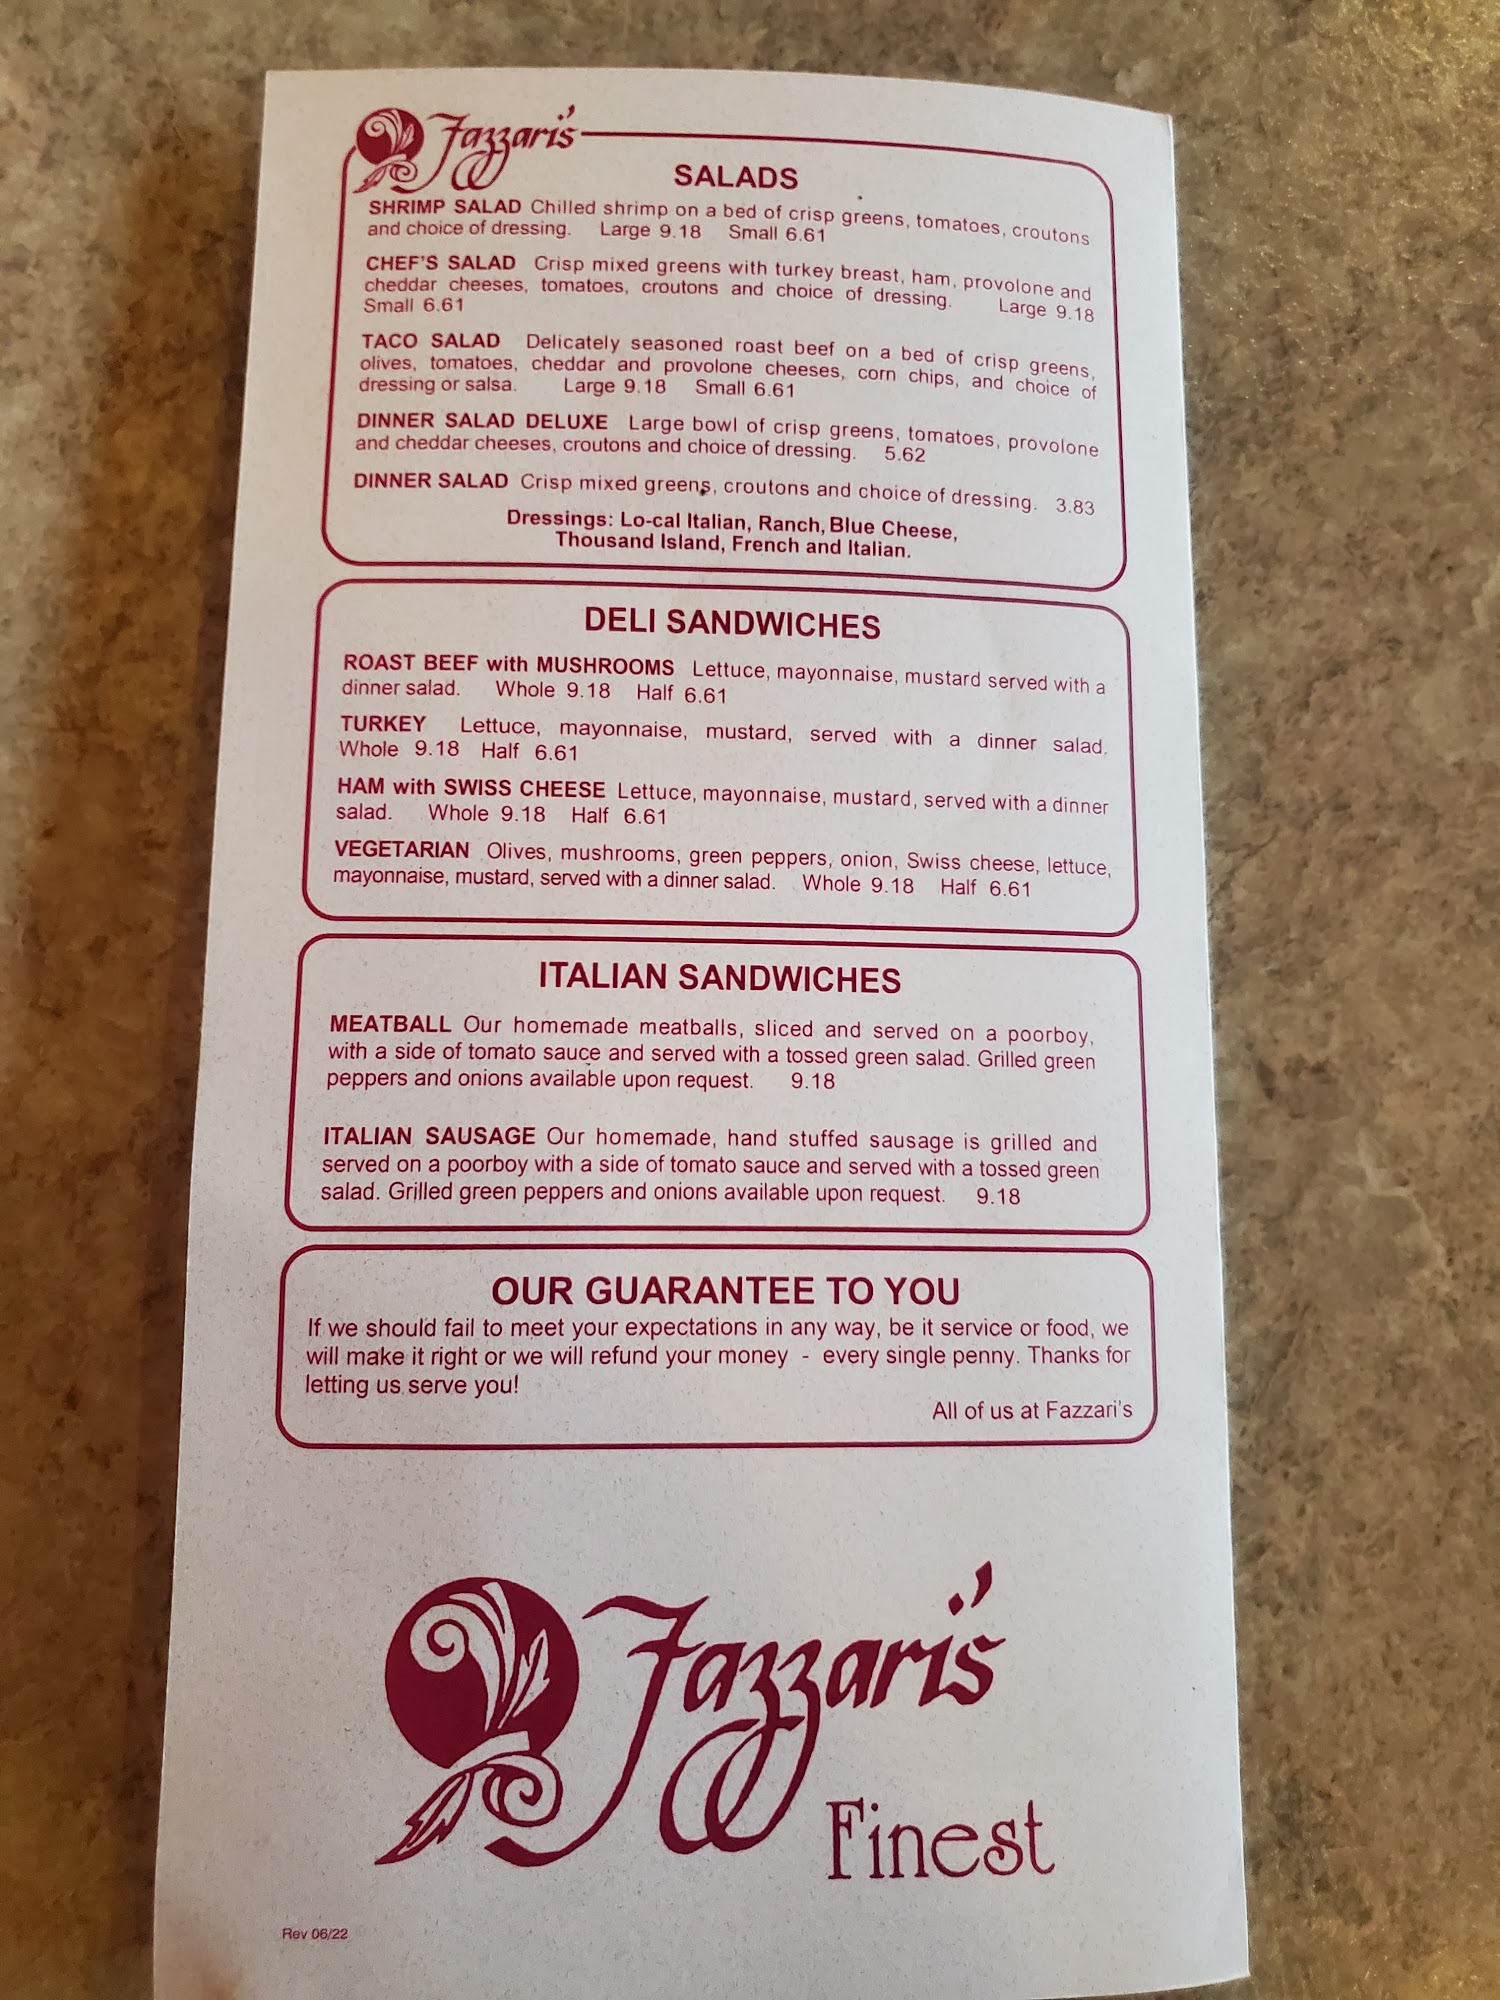 Fazzari's
SALADS
SHRIMP SALAD Chilled shrimp on a bed of crisp greens, tomatoes, croutons
and choice of dressing. Large 9.18 Small 6.61
CHEF'S SALAD Crisp mixed greens with turkey breast, ham, provolone and
cheddar cheeses, tomatoes, croutons and choice of dressing. Large 9.18
Small 6.61
TACO SALAD Delicately seasoned roast beef on a bed of crisp greens,
olives, tomatoes, cheddar and provolone cheeses, corn chips, and choice of
dressing or salsa. Large 9.18 Small 6.61
DINNER SALAD DELUXE Large bowl of crisp greens, tomatoes, provolone
and cheddar cheeses, croutons and choice of dressing. 5.62
DINNER SALAD Crisp mixed greens, croutons and choice of dressing. 3.83
Dressings: Lo-cal Italian, Ranch, Blue Cheese,
Thousand Island, French and Italian.
DELI SANDWICHES
ROAST BEEF with MUSHROOMS Lettuce, mayonnaise, mustard served with a
dinner salad. Whole 9.18 Half 6.61
TURKEY Lettuce, mayonnaise, mustard, served with a dinner salad.
Whole 9.18 Half 6.61
HAM with SWISS CHEESE Lettuce, mayonnaise, mustard, served with a dinner
salad. Whole 9.18 Half 6.61
VEGETARIAN Olives, mushrooms, green peppers, onion, Swiss cheese, lettuce,
mayonnaise, mustard, served with a dinner salad. Whole 9.18 Half 6.61
ITALIAN SANDWICHES
MEATBALL Our homemade meatballs, sliced and served on a poorboy,
with a side of tomato sauce and served with a tossed green salad. Grilled green
peppers and onions available upon request. 9.18
ITALIAN SAUSAGE Our homemade, hand stuffed sausage is grilled and
served on a poorboy with a side of tomato sauce and served with a tossed green
salad. Grilled green peppers and onions available upon request. 9.18
OUR GUARANTEE TO YOU
If we should fail to meet your expectations in any way, be it service or food, we
will make it right or we will refund your money - every single penny. Thanks for
letting us serve you!
All of us at Fazzari's
Fazzari's
Finest
Rev 06/22